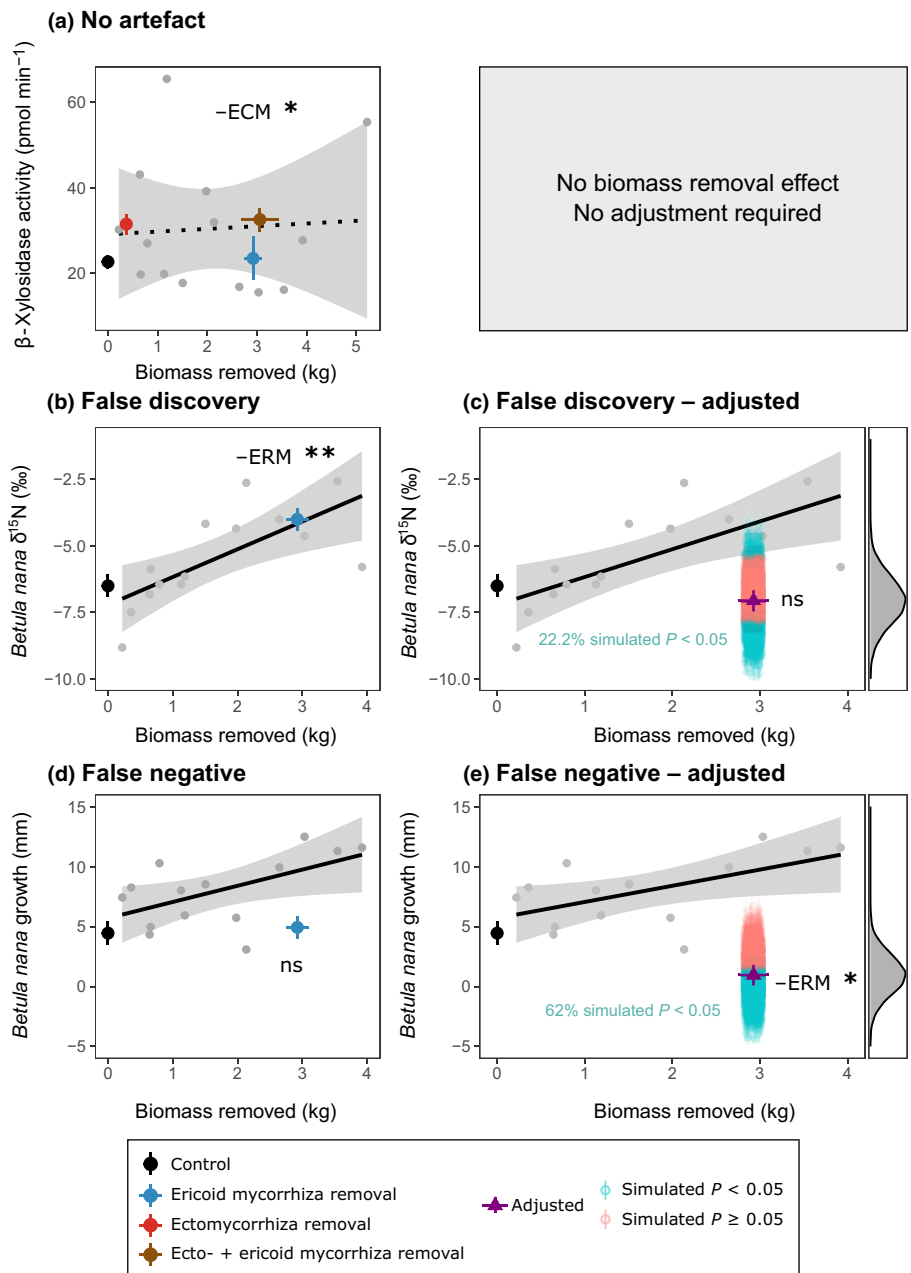 (a) No artefact
β-Xylosidase activity (pmol min⁻¹)
60
40
20
−ECM *
0 1 2 3 4 5
Biomass removed (kg)
No biomass removal effect
No adjustment required
(b) False discovery
Betula nana δ¹⁵N (‰)
−2.5
−5.0
−7.5
−10.0
−ERM **
0 1 2 3 4
Biomass removed (kg)
(c) False discovery – adjusted
Betula nana δ¹⁵N (‰)
−2.5
−5.0
−7.5
−10.0
ns
22.2% simulated P < 0.05
0 1 2 3 4
Biomass removed (kg)
(d) False negative
Betula nana growth (mm)
15
10
5
0
−5
ns
0 1 2 3 4
Biomass removed (kg)
(e) False negative – adjusted
Betula nana growth (mm)
15
10
5
0
−5
−ERM *
62% simulated P < 0.05
0 1 2 3 4
Biomass removed (kg)
Control
Ericoid mycorrhiza removal
Ectomycorrhiza removal
Ecto- + ericoid mycorrhiza removal
Adjusted
Simulated P < 0.05
Simulated P ≥ 0.05